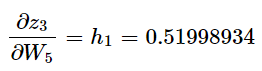 ∂z₃/∂W₅ = h₁ = 0.51998934